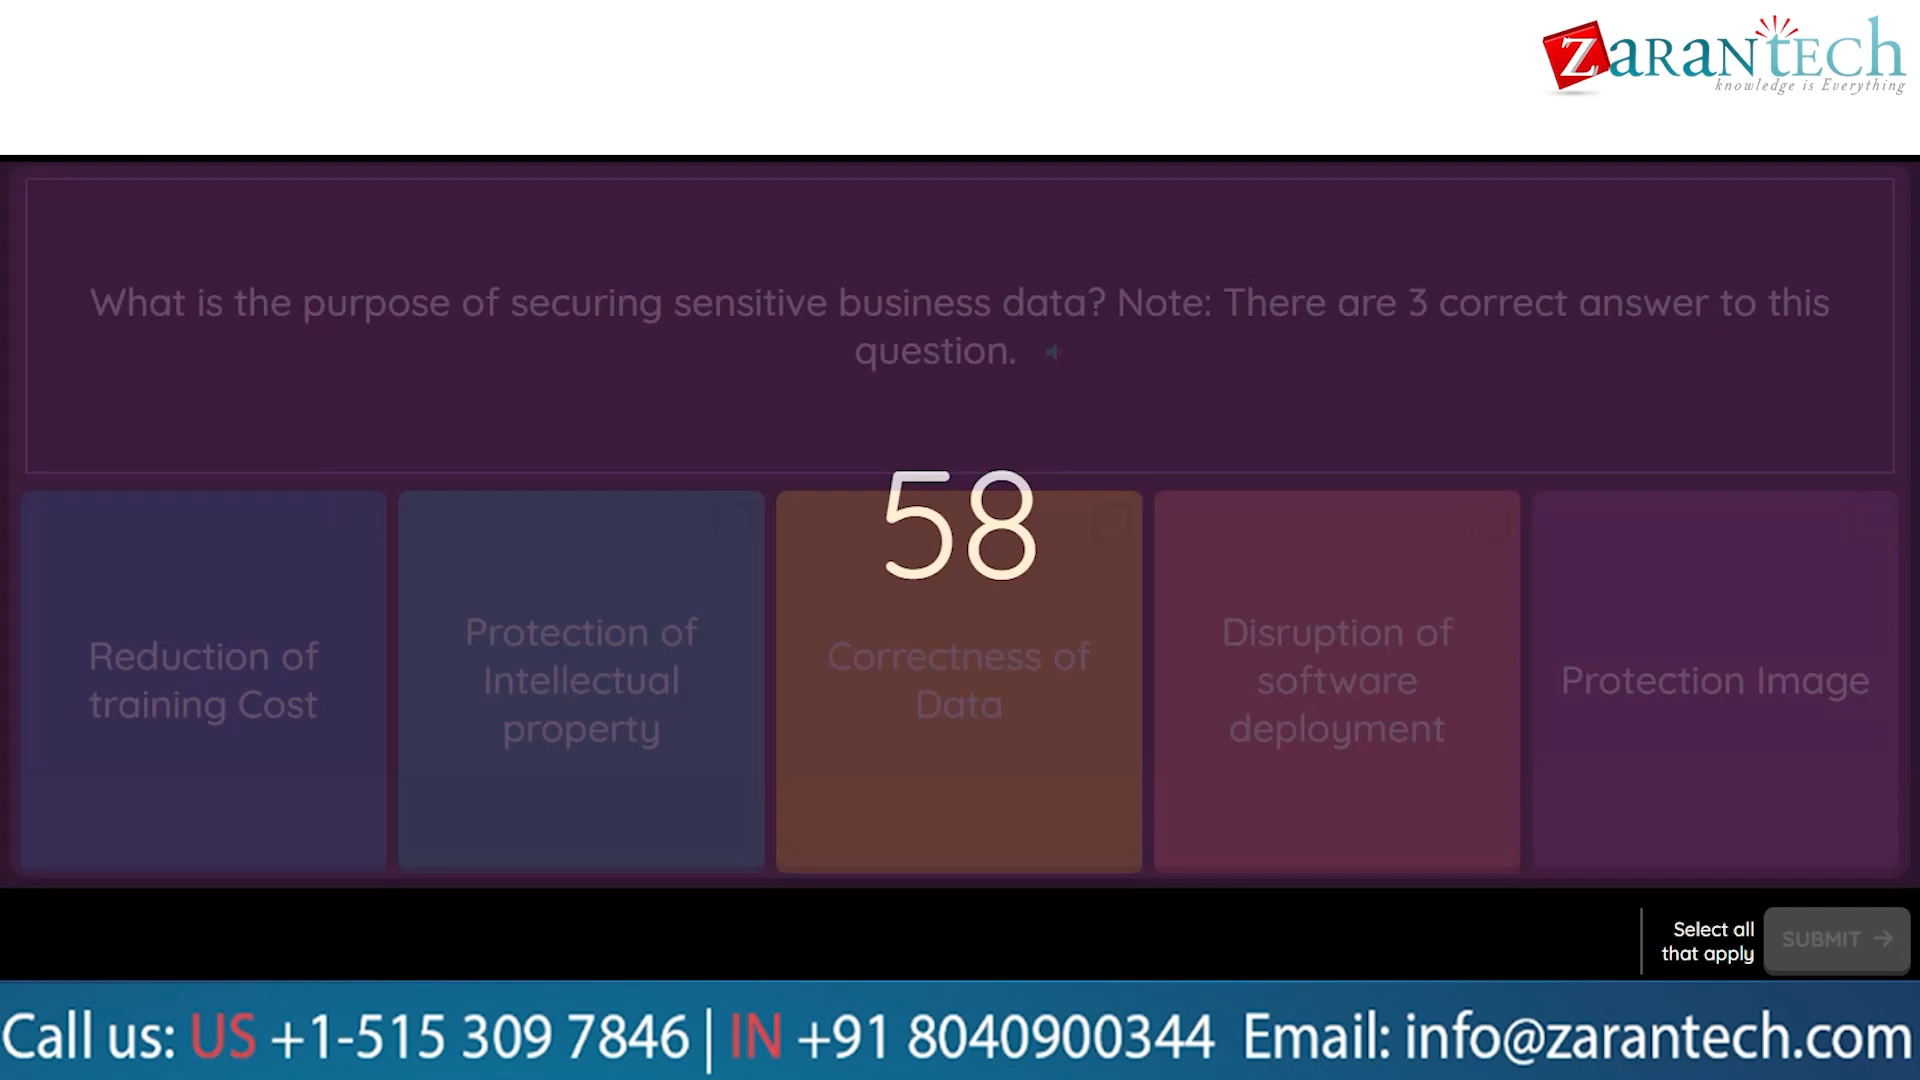 ZaranTech
knowledge is Everything
What is the purpose of securing sensitive business data? Note: There are 3 correct answer to this
question.
58
Reduction of
training Cost
Protection of
Intellectual
property
Correctness of
Data
Disruption of
software
deployment
Protection Image
Select all
that apply
SUBMIT →
Call us: US +1-515 309 7846 | IN +91 8040900344 Email: info@zarantech.com